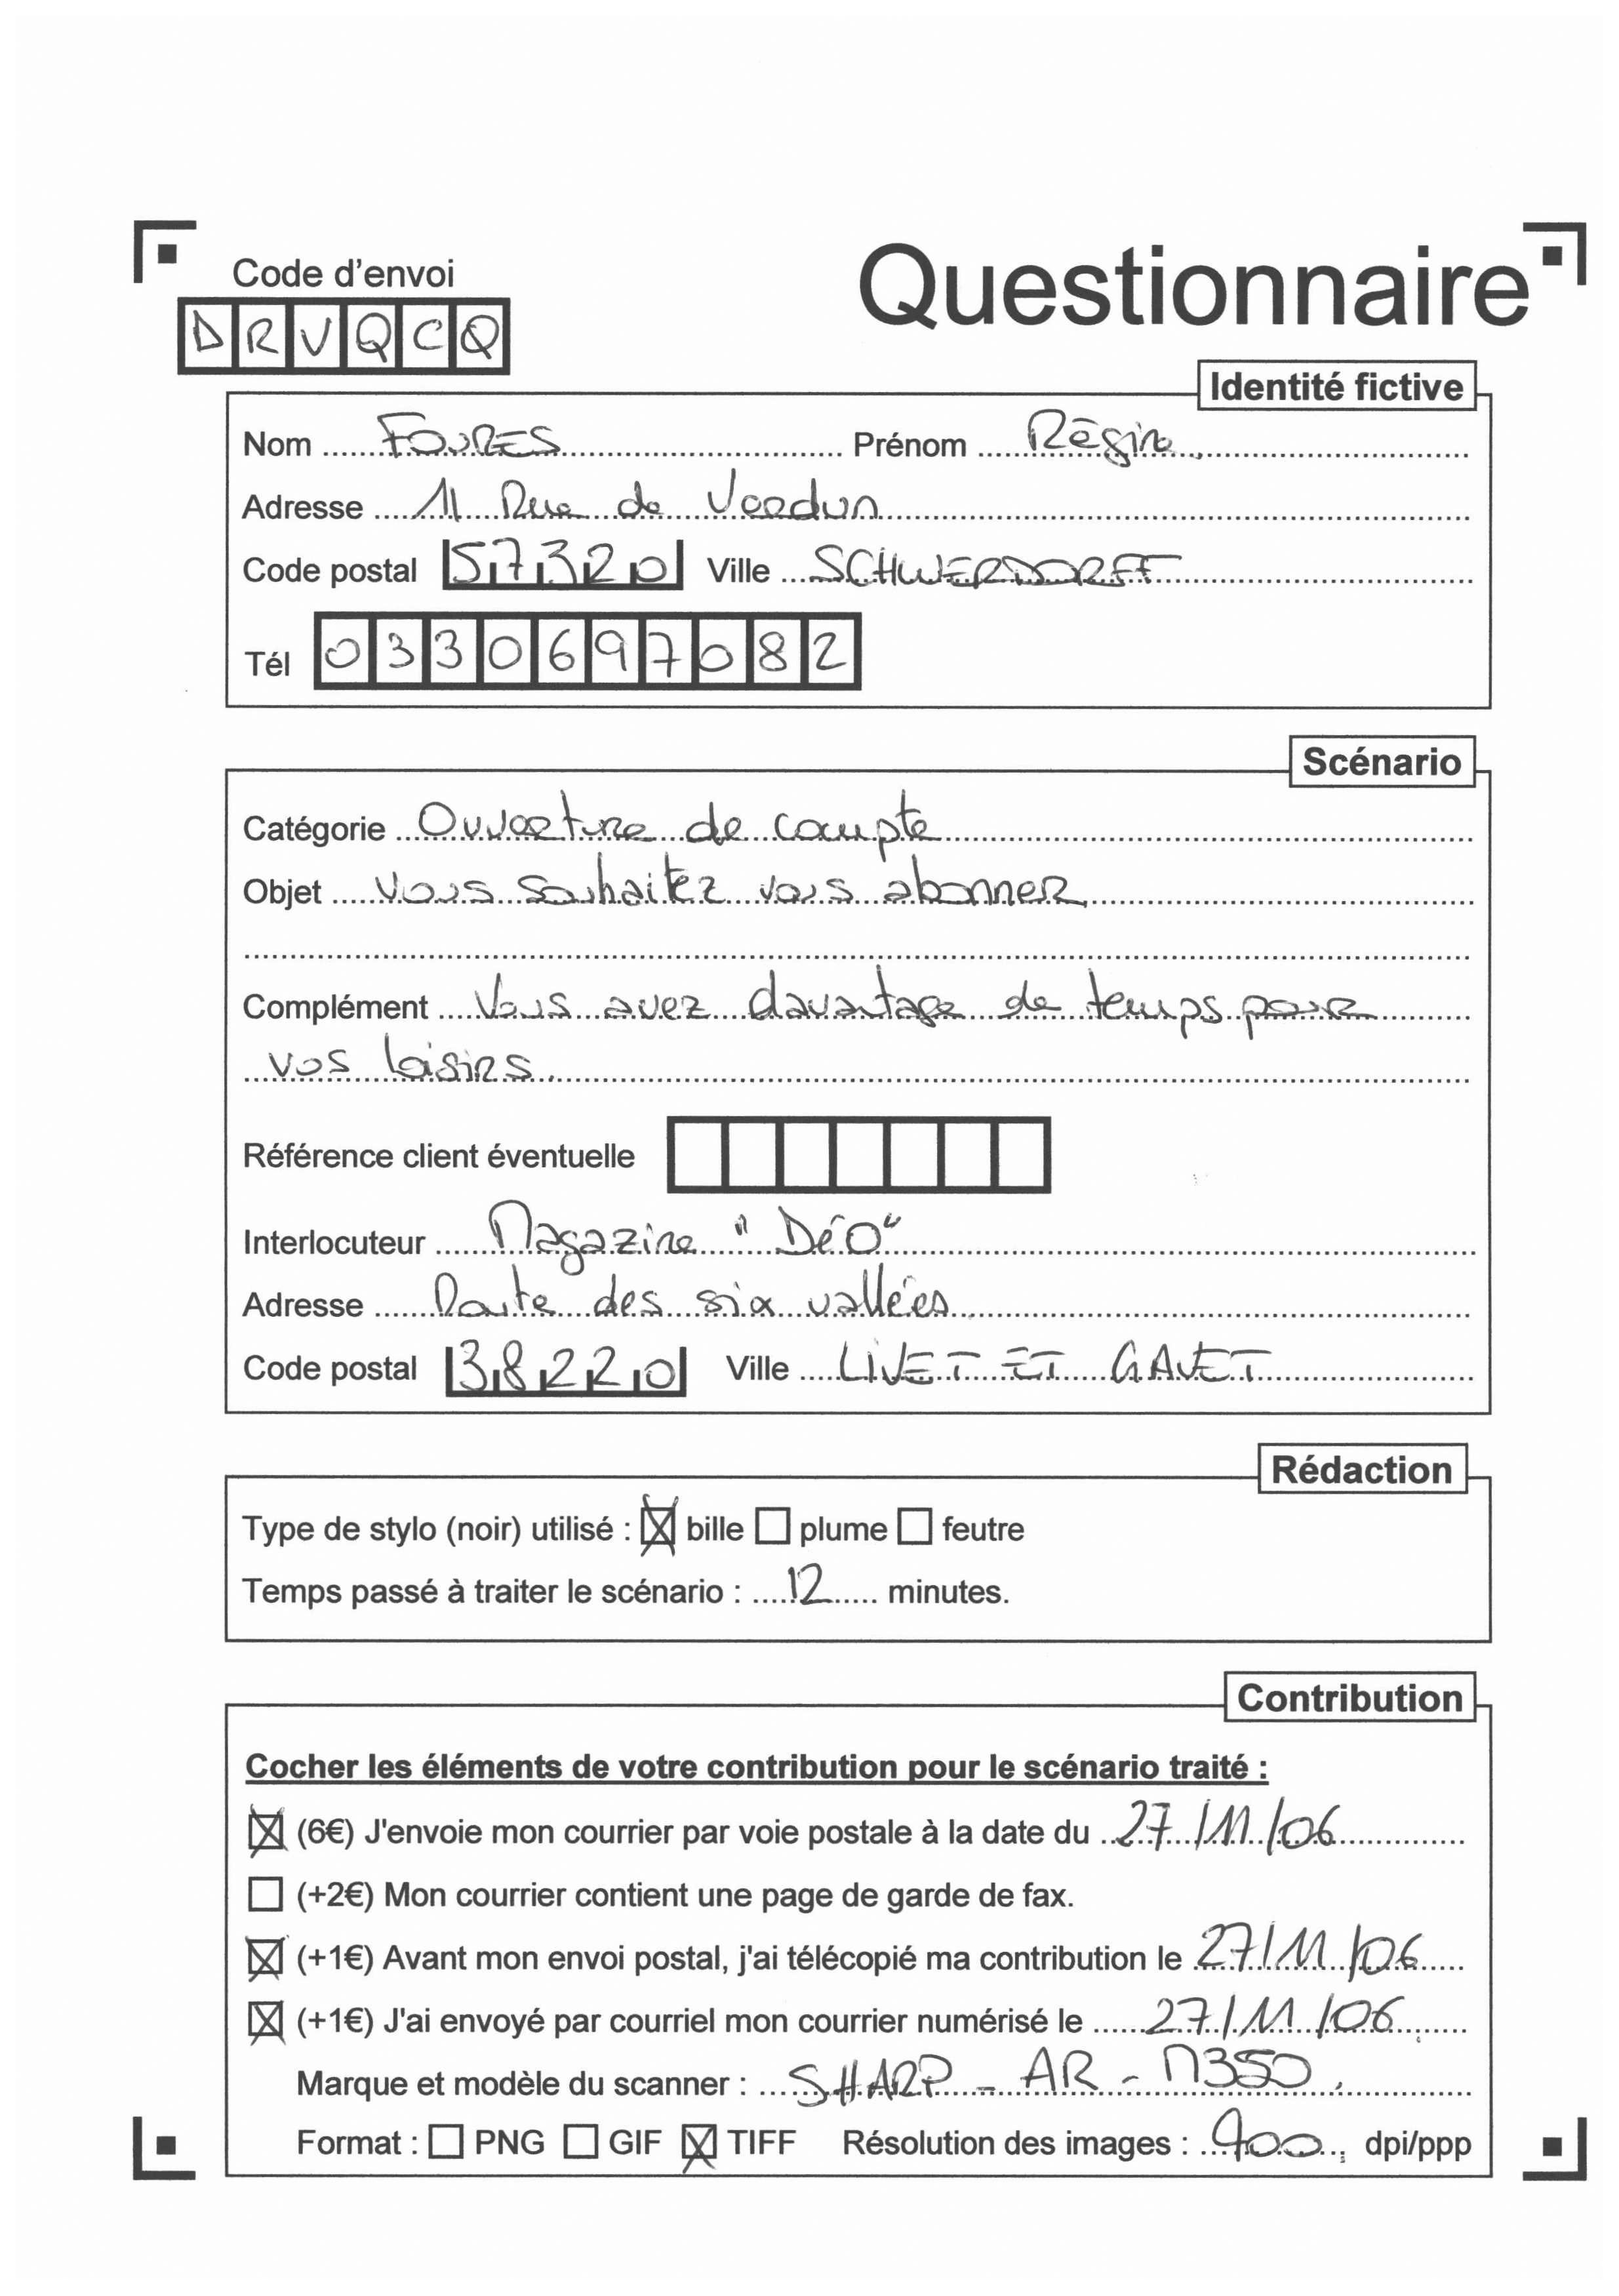 Code d'envoi
Questionnaire
DRVQCQ
Identité fictive
Nom FOURES Prénom Régine
Adresse 11 Rue de Verdun
Code postal 57320 Ville SCHWERDORFF
Tél 0330697082
Scénario
Catégorie Ouverture de compte
Objet Vous souhaitez vous abonner
Complément Vous avez davantage de temps pour
vos loisirs.
Référence client éventuelle
Interlocuteur Magazine "DéO"
Adresse Route des six vallées
Code postal 38220 Ville LIVET ET GAVET
Rédaction
Type de stylo (noir) utilisé : bille plume feutre
Temps passé à traiter le scénario : 12 minutes.
Contribution
Cocher les éléments de votre contribution pour le scénario traité :
(6€) J'envoie mon courrier par voie postale à la date du 27/11/06
(+2€) Mon courrier contient une page de garde de fax.
(+1€) Avant mon envoi postal, j'ai télécopié ma contribution le 27/11/06
(+1€) J'ai envoyé par courriel mon courrier numérisé le 27/11/06
Marque et modèle du scanner : SHARP - AR - M350.
Format : PNG GIF TIFF Résolution des images : 400 dpi/ppp